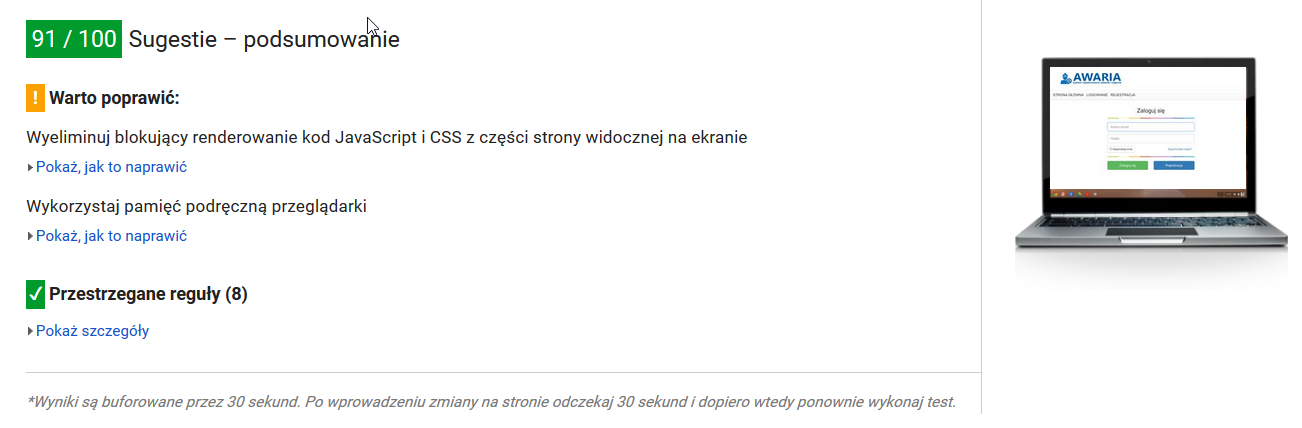 91 / 100 Sugestie – podsumowanie
! Warto poprawić:
Wyeliminuj blokujący renderowanie kod JavaScript i CSS z części strony widocznej na ekranie
Pokaż, jak to naprawić
Wykorzystaj pamięć podręczną przeglądarki
Pokaż, jak to naprawić
Przestrzegane reguły (8)
Pokaż szczegóły
*Wyniki są buforowane przez 30 sekund. Po wprowadzeniu zmiany na stronie odczekaj 30 sekund i dopiero wtedy ponownie wykonaj test.
AWARIA
STRONA GŁÓWNA LOGOWANIE REJESTRACJA
Zaloguj się
Zaloguj się Rejestracja